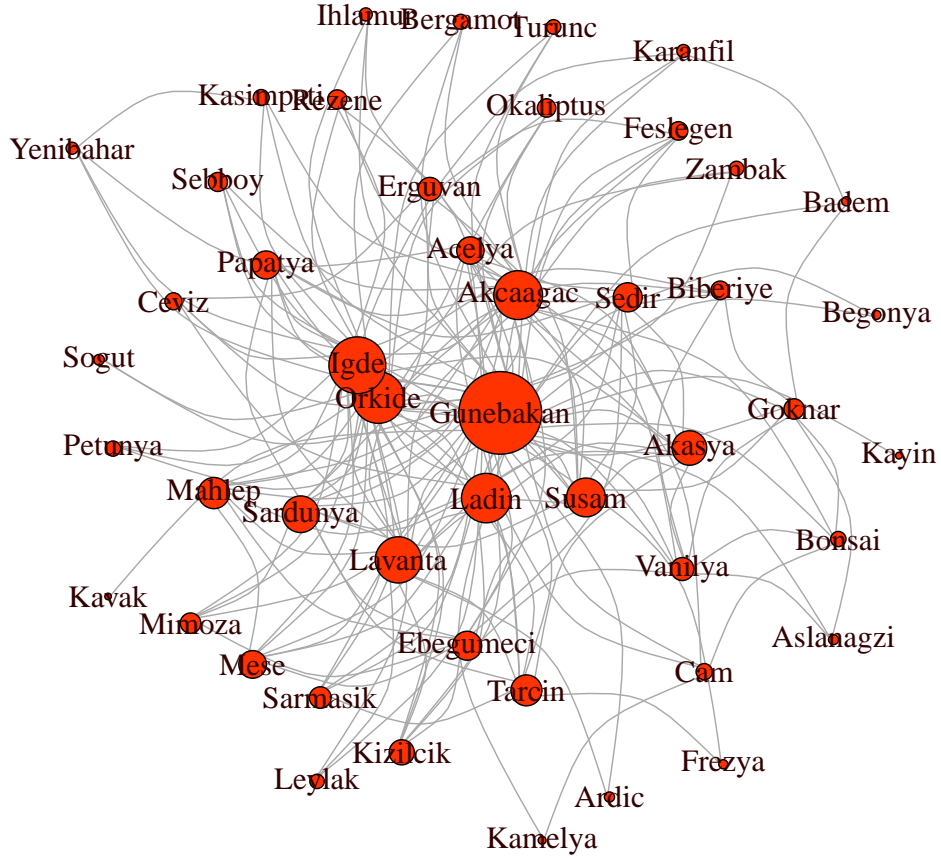 Ihlamur
Bergamot
Turunc
Karanfil
Kasimpati
Rezene
Okaliptus
Feslegen
Yenibahar
Sebboy
Erguvan
Zambak
Badem
Papatya
Acelya
Akcaagac
Sedir
Biberiye
Ceviz
Begonya
Sogut
Igde
Orkide
Gunebakan
Goknar
Petunya
Akasya
Kayin
Mahlep
Sardunya
Ladin
Susam
Lavanta
Vanilya
Bonsai
Kavak
Mimoza
Ebegumeci
Aslanagzi
Mese
Sarmasik
Tarcin
Cam
Kizilcik
Leylak
Frezya
Ardic
Kamelya